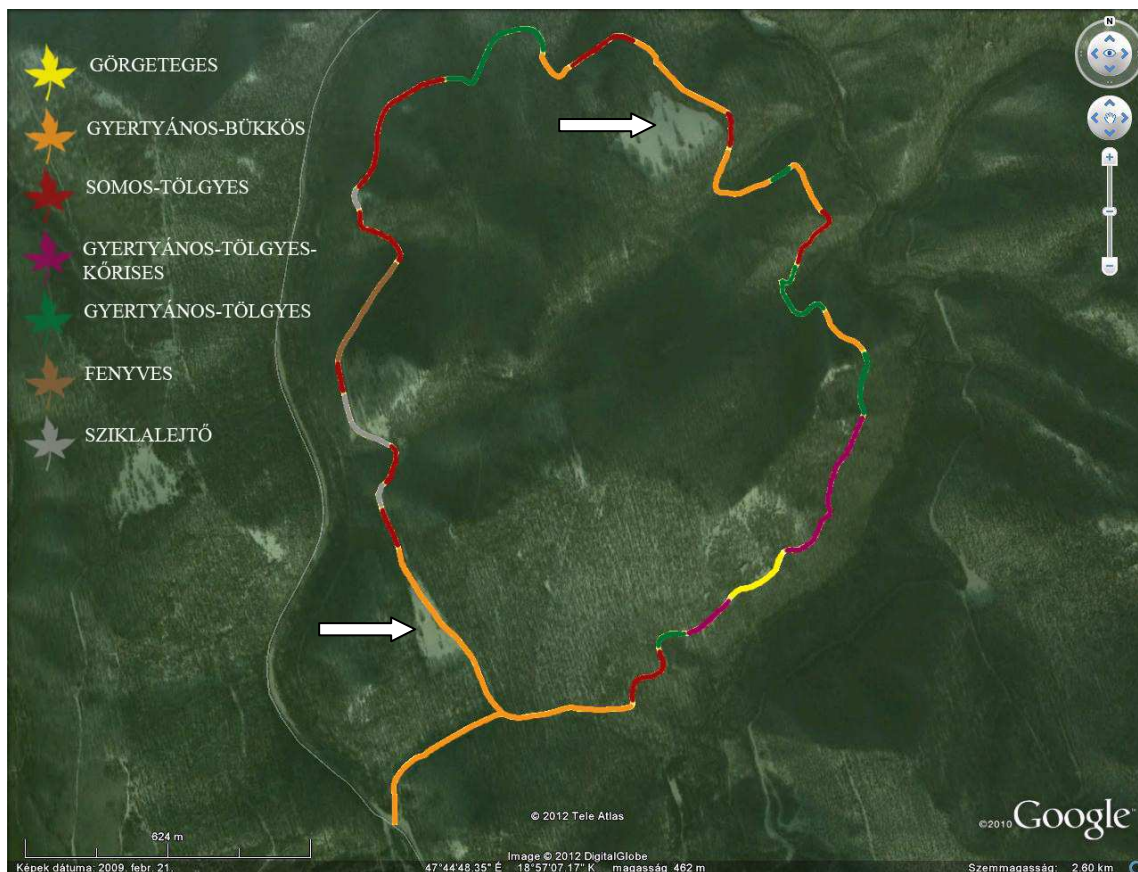 GÖRGETEGES
GYERTYÁNOS-BÜKKÖS
SOMOS-TÖLGYES
GYERTYÁNOS-TÖLGYES-
KŐRISES
GYERTYÁNOS-TÖLGYES
FENYVES
SZIKLALEJTŐ
N
© 2012 Tele Atlas
©2010 Google™
624 m
Image © 2012 DigitalGlobe
Képek dátuma: 2009. febr. 21. 47°44'48.35" É 18°57'07.17" K magasság: 462 m Szemmagasság: 2.60 km